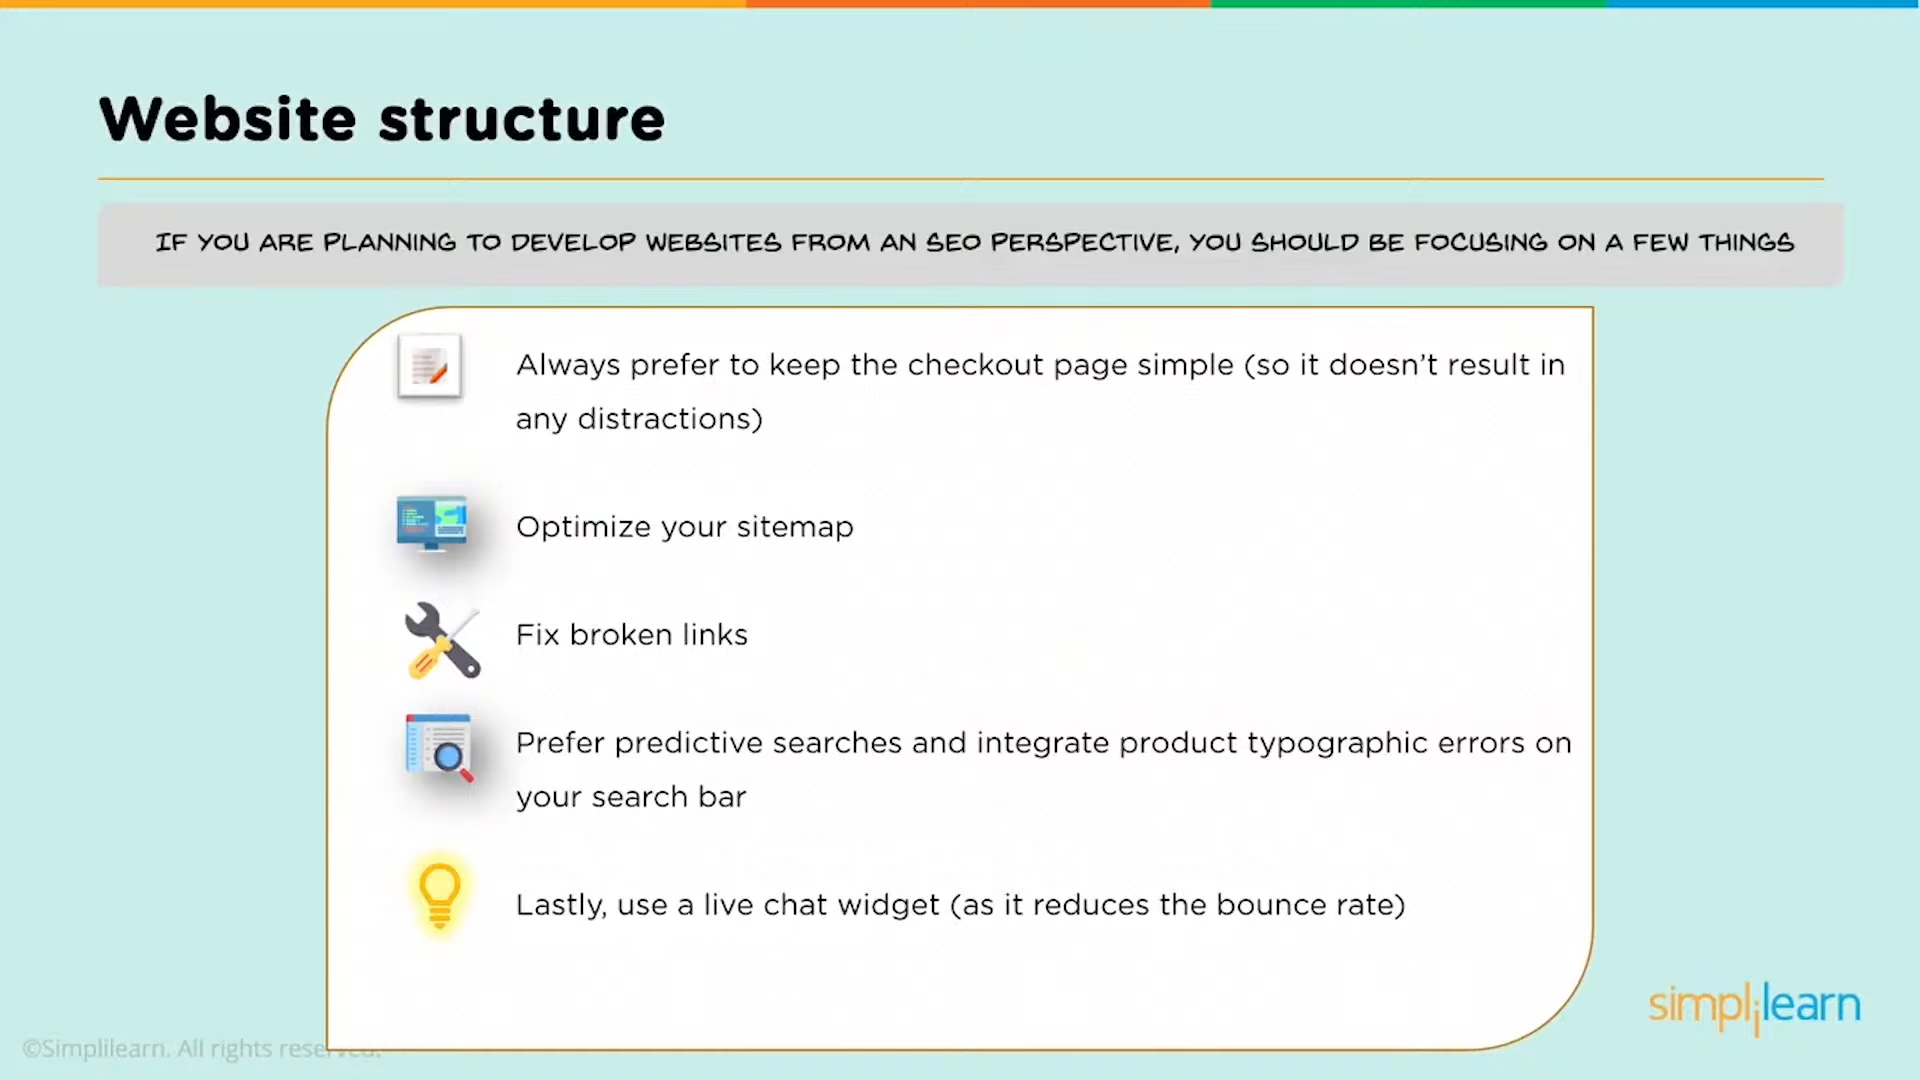 Website structure
IF YOU ARE PLANNING TO DEVELOP WEBSITES FROM AN SEO PERSPECTIVE, YOU SHOULD BE FOCUSING ON A FEW THINGS
Always prefer to keep the checkout page simple (so it doesn't result in
any distractions)
Optimize your sitemap
Fix broken links
Prefer predictive searches and integrate product typographic errors on
your search bar
Lastly, use a live chat widget (as it reduces the bounce rate)
simplilearn
©Simplilearn. All rights reserved.